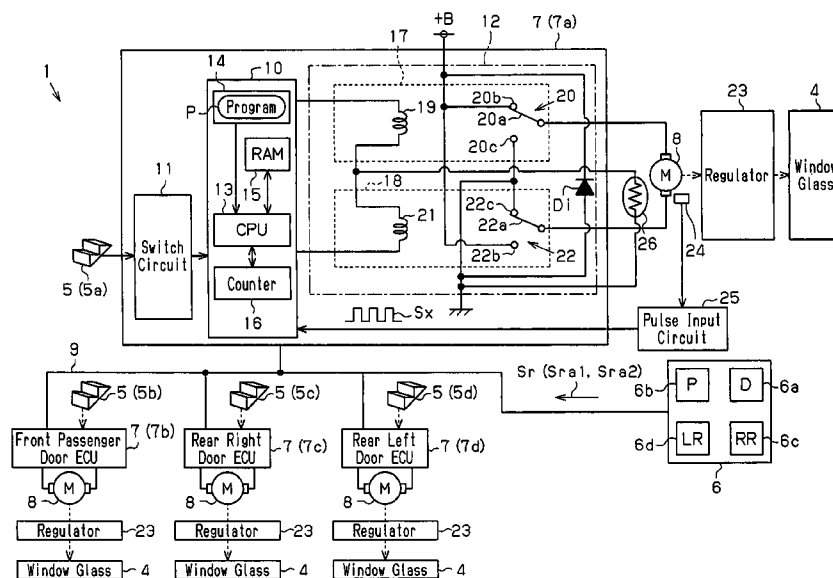 +B
7 (7a)
17
12
1
14
10
23
4
Program
P
19
20b
20
20a
11
RAM
20c
8
M
Regulator
Window Glass
15
18
13
Di
21
22c
22a
26
24
CPU
Switch Circuit
22b
22
5 (5a)
Counter
25
16
Sx
Pulse Input Circuit
9
Sr (Sra1, Sra2)
5 (5b)
5 (5c)
5 (5d)
6b
P
D
6a
Front Passenger Door ECU
7 (7b)
Rear Right Door ECU
7 (7c)
Rear Left Door ECU
7 (7d)
6d
LR
RR
6c
6
M
8
M
8
M
8
Regulator
23
Regulator
23
Regulator
23
Window Glass
4
Window Glass
4
Window Glass
4